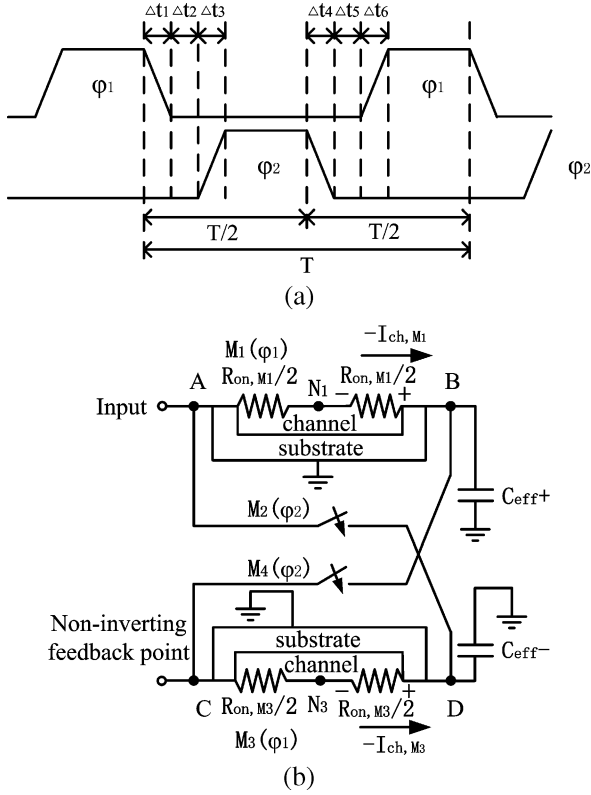 △t1 △t2 △t3 △t4 △t5 △t6
φ1 φ1
φ2 φ2
T/2 T/2
T
(a)
M1(φ1) -Ich, M1
A Ron, M1/2 N1 Ron, M1/2 B
Input - +
channel
substrate
M2(φ2) Ceff+
M4(φ2)
Non-inverting
feedback point
substrate Ceff-
channel
- +
C Ron, M3/2 N3 Ron, M3/2 D
M3(φ1) -Ich, M3
(b)